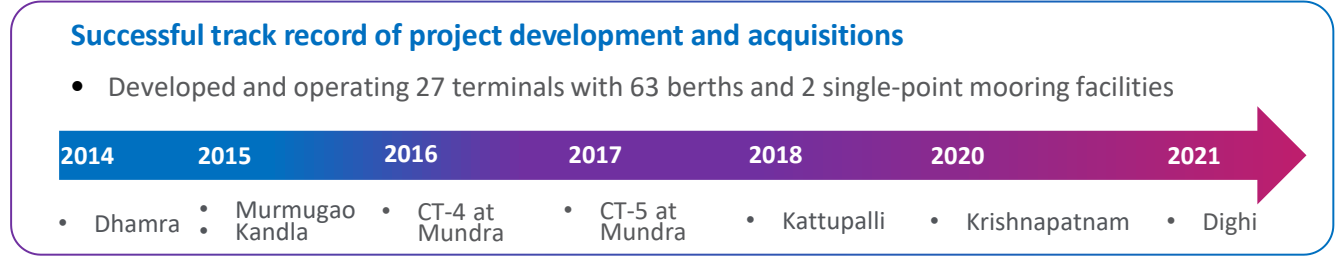 Successful track record of project development and acquisitions
• Developed and operating 27 terminals with 63 berths and 2 single-point mooring facilities
2014 2015 2016 2017 2018 2020 2021
• Dhamra
• Murmugao
• Kandla
• CT-4 at
Mundra
• CT-5 at
Mundra
• Kattupalli
• Krishnapatnam
• Dighi